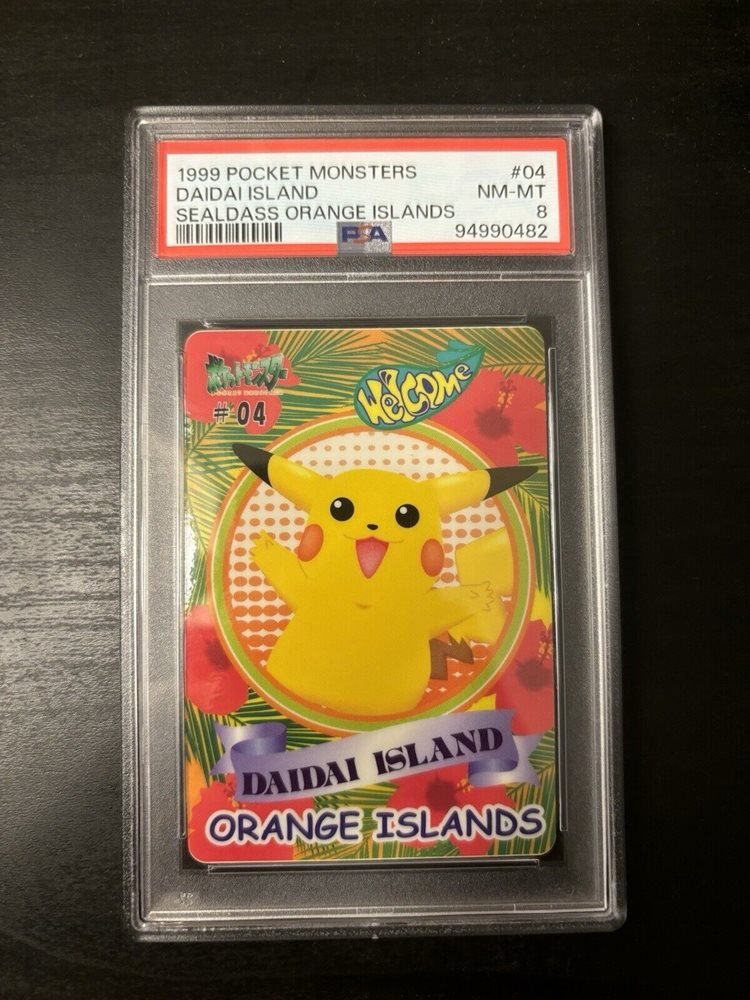 1999 POCKET MONSTERS #04
DAIDAI ISLAND NM-MT
SEALDASS ORANGE ISLANDS 8
PSA 94990482
ポケットモンスター
#04
Welcome
DAIDAI ISLAND
ORANGE ISLANDS